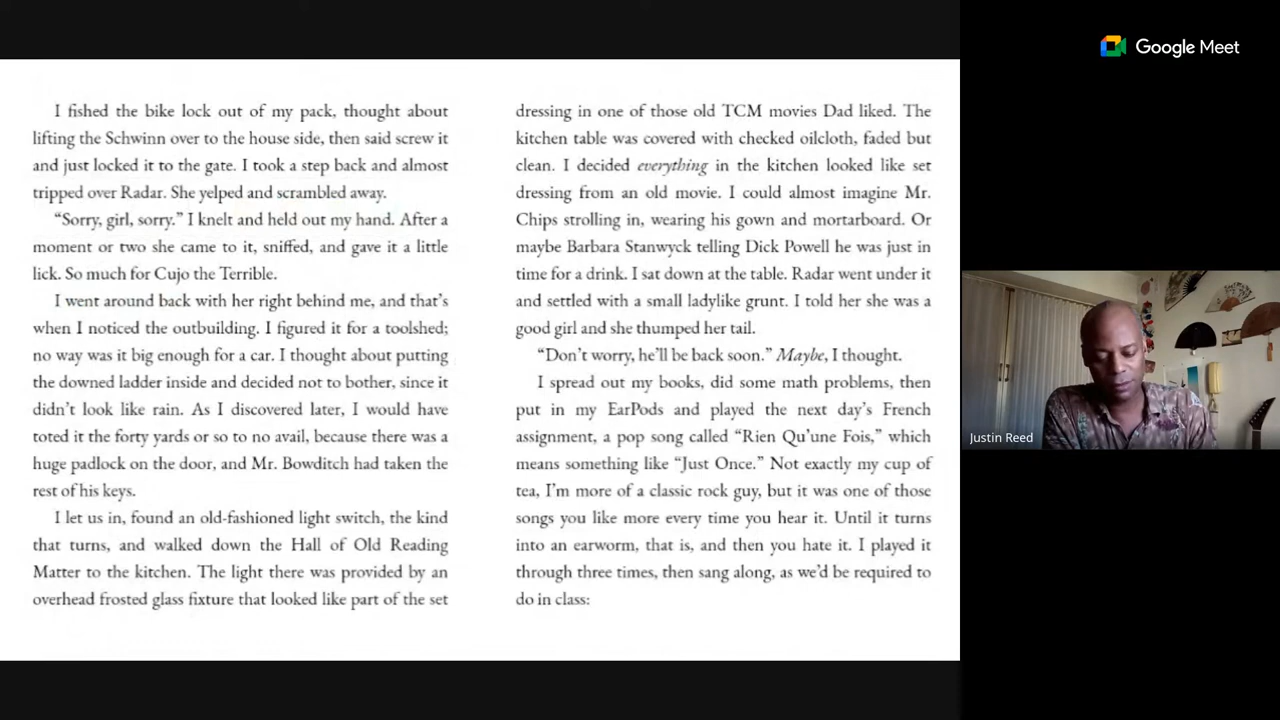 I fished the bike lock out of my pack, thought about
lifting the Schwinn over to the house side, then said screw it
and just locked it to the gate. I took a step back and almost
tripped over Radar. She yelped and scrambled away.
“Sorry, girl, sorry.” I knelt and held out my hand. After a
moment or two she came to it, sniffed, and gave it a little
lick. So much for Cujo the Terrible.
I went around back with her right behind me, and that’s
when I noticed the outbuilding. I figured it for a toolshed;
no way was it big enough for a car. I thought about putting
the downed ladder inside and decided not to bother, since it
didn’t look like rain. As I discovered later, I would have
toted it the forty yards or so to no avail, because there was a
huge padlock on the door, and Mr. Bowditch had taken the
rest of his keys.
I let us in, found an old-fashioned light switch, the kind
that turns, and walked down the Hall of Old Reading
Matter to the kitchen. The light there was provided by an
overhead frosted glass fixture that looked like part of the set
dressing in one of those old TCM movies Dad liked. The
kitchen table was covered with checked oilcloth, faded but
clean. I decided everything in the kitchen looked like set
dressing from an old movie. I could almost imagine Mr.
Chips strolling in, wearing his gown and mortarboard. Or
maybe Barbara Stanwyck telling Dick Powell he was just in
time for a drink. I sat down at the table. Radar went under it
and settled with a small ladylike grunt. I told her she was a
good girl and she thumped her tail.
“Don’t worry, he’ll be back soon.” Maybe, I thought.
I spread out my books, did some math problems, then
put in my EarPods and played the next day’s French
assignment, a pop song called “Rien Qu’une Fois,” which
means something like “Just Once.” Not exactly my cup of
tea, I’m more of a classic rock guy, but it was one of those
songs you like more every time you hear it. Until it turns
into an earworm, that is, and then you hate it. I played it
through three times, then sang along, as we’d be required to
do in class:
Google Meet
Justin Reed